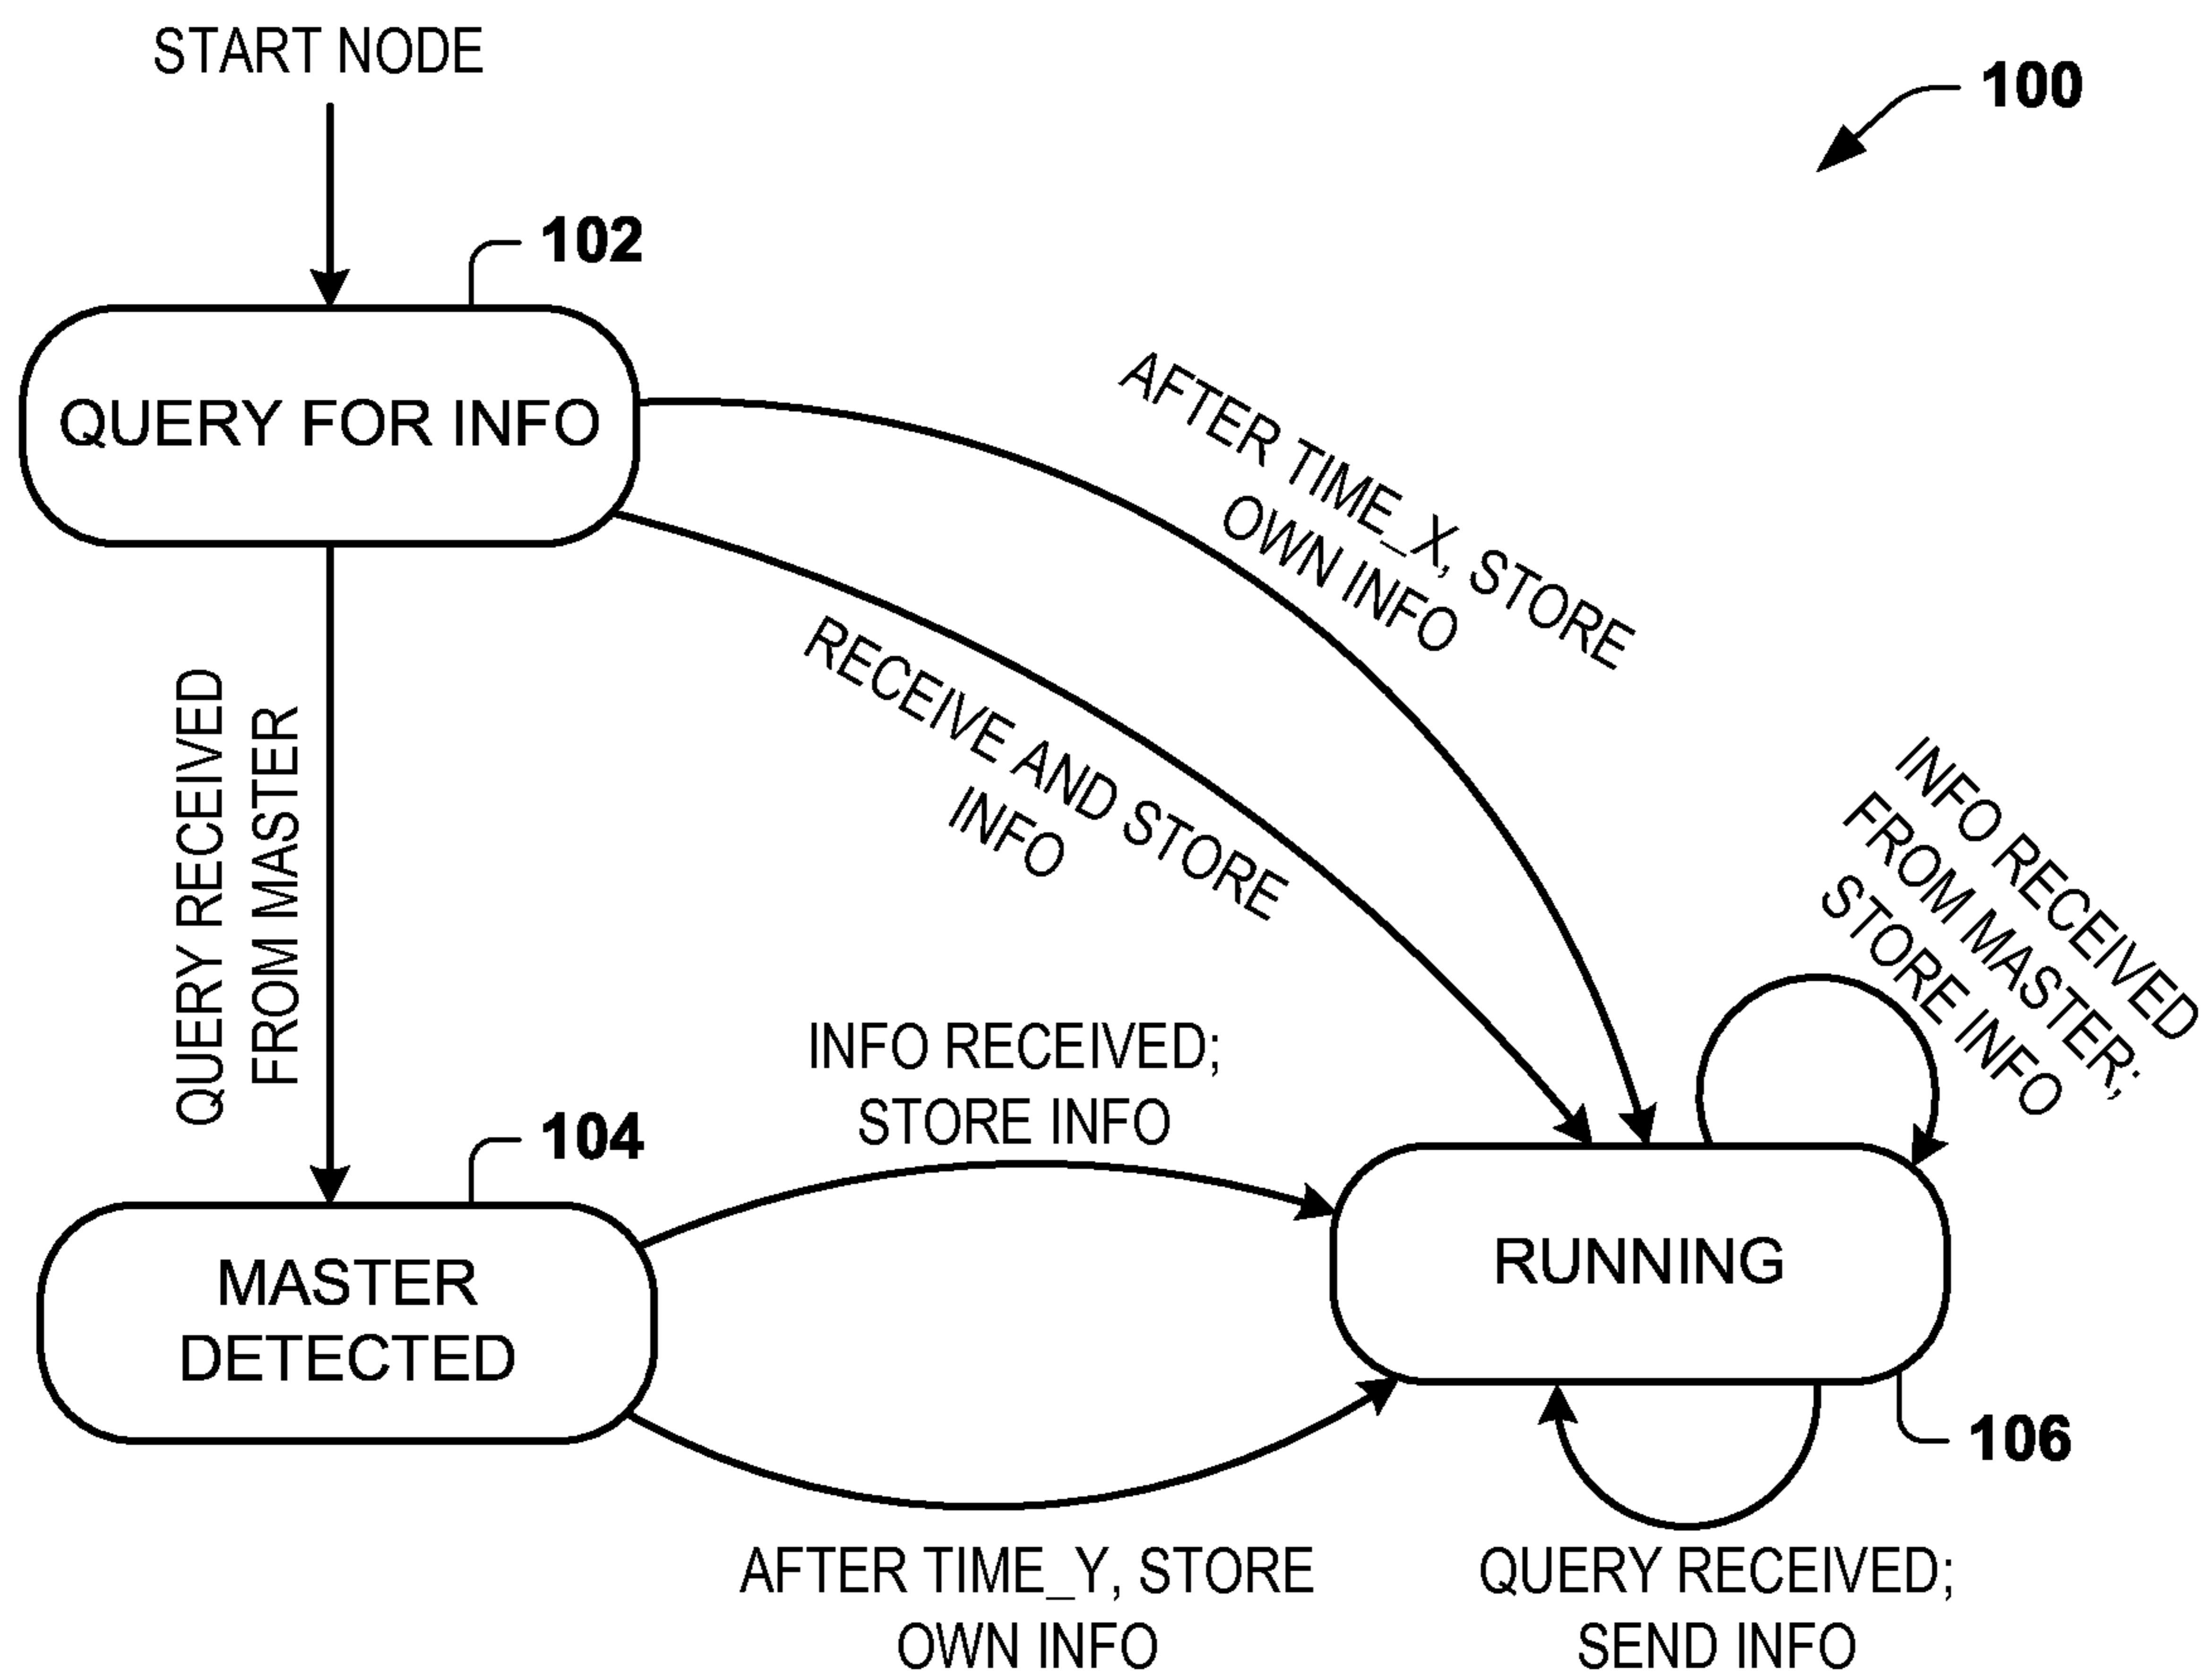 START NODE
100
102
QUERY FOR INFO
AFTER TIME_X, STORE
OWN INFO
RECEIVE AND STORE
INFO
QUERY RECEIVED
FROM MASTER
INFO RECEIVED
FROM MASTER;
STORE INFO
INFO RECEIVED;
STORE INFO
104
MASTER
DETECTED
RUNNING
106
AFTER TIME_Y, STORE
OWN INFO
QUERY RECEIVED;
SEND INFO